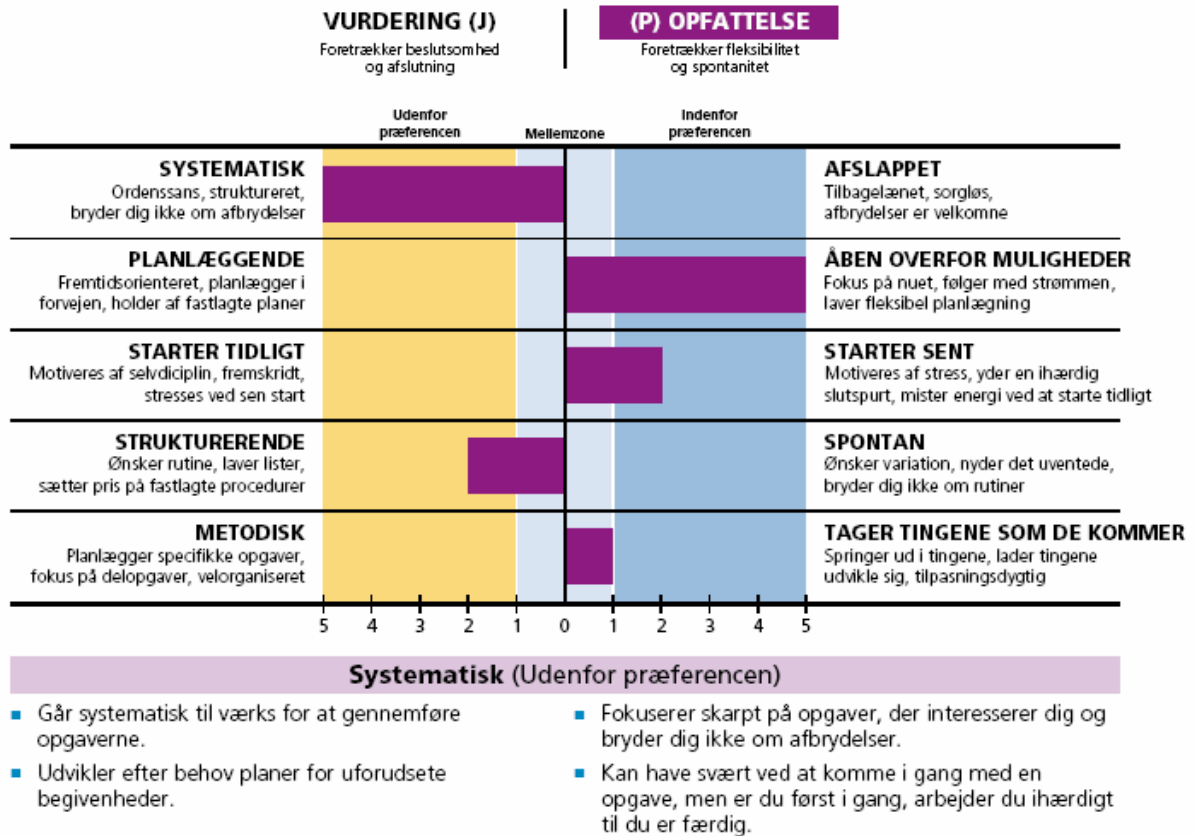 VURDERING (J)
Foretrækker beslutsomhed
og afslutning
(P) OPFATTELSE
Foretrækker fleksibilitet
og spontanitet
Udenfor
præferencen
Mellemzone
Indenfor
præferencen
SYSTEMATISK
Ordenssans, struktureret,
bryder dig ikke om afbrydelser
AFSLAPPET
Tilbagelænet, sorgløs,
afbrydelser er velkomne
PLANLÆGGENDE
Fremtidsorienteret, planlægger i
forvejen, holder af fastlagte planer
ÅBEN OVERFOR MULIGHEDER
Fokus på nuet, følger med strømmen,
laver fleksibel planlægning
STARTER TIDLIGT
Motiveres af selvdiciplin, fremskridt,
stresses ved sen start
STARTER SENT
Motiveres af stress, yder en ihærdig
slutspurt, mister energi ved at starte tidligt
STRUKTURERENDE
Ønsker rutine, laver lister,
sætter pris på fastlagte procedurer
SPONTAN
Ønsker variation, nyder det uventede,
bryder dig ikke om rutiner
METODISK
Planlægger specifikke opgaver,
fokus på delopgaver, velorganiseret
TAGER TINGENE SOM DE KOMMER
Springer ud i tingene, lader tingene
udvikle sig, tilpasningsdygtig
5 4 3 2 1 0 1 2 3 4 5
Systematisk (Udenfor præferencen)
Går systematisk til værks for at gennemføre
opgaverne.
Udvikler efter behov planer for uforudsete
begivenheder.
Fokuserer skarpt på opgaver, der interesserer dig og
bryder dig ikke om afbrydelser.
Kan have svært ved at komme i gang med en
opgave, men er du først i gang, arbejder du ihærdigt
til du er færdig.